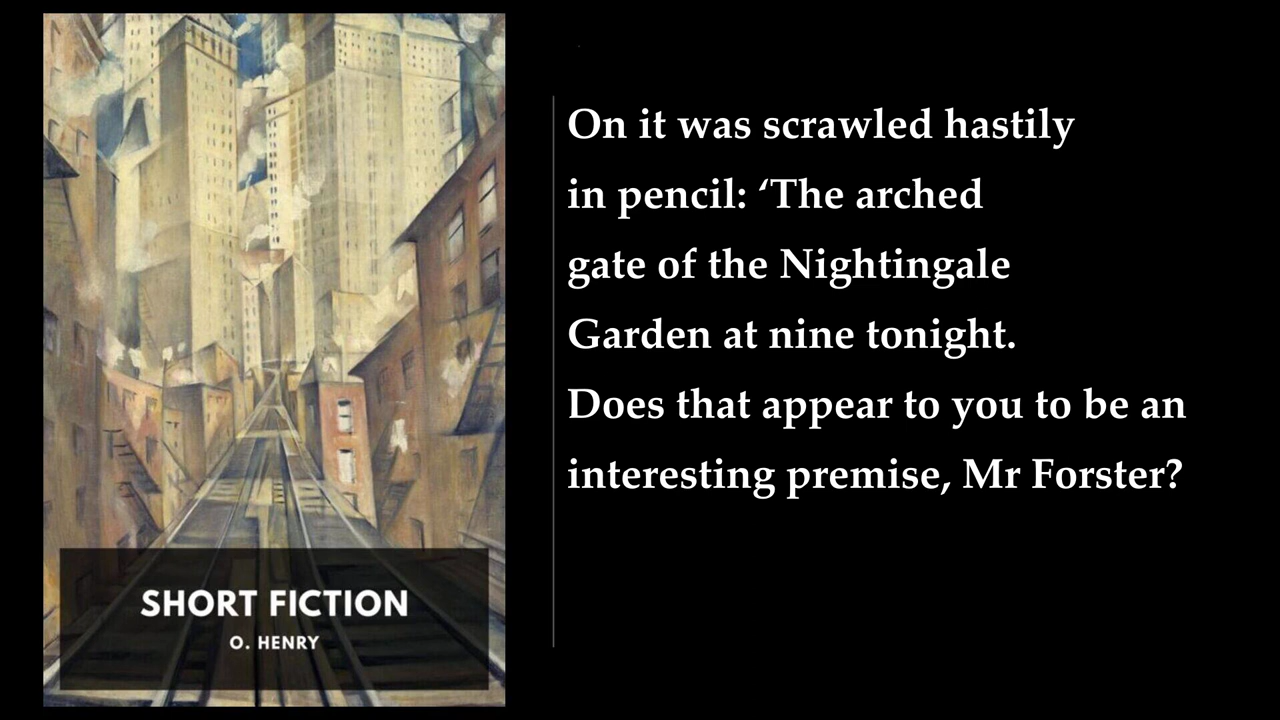 On it was scrawled hastily
in pencil: ‘The arched
gate of the Nightingale
Garden at nine tonight.
Does that appear to you to be an
interesting premise, Mr Forster?
SHORT FICTION
O. HENRY